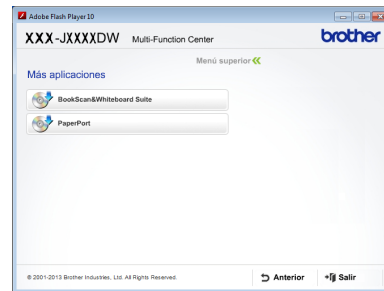 Adobe Flash Player 10
XXX-JXXXXDW Multi-Function Center
brother
Menú superior
Más aplicaciones
BookScan&Whiteboard Suite
PaperPort
© 2001-2013 Brother Industries, Ltd. All Rights Reserved.
Anterior
Salir